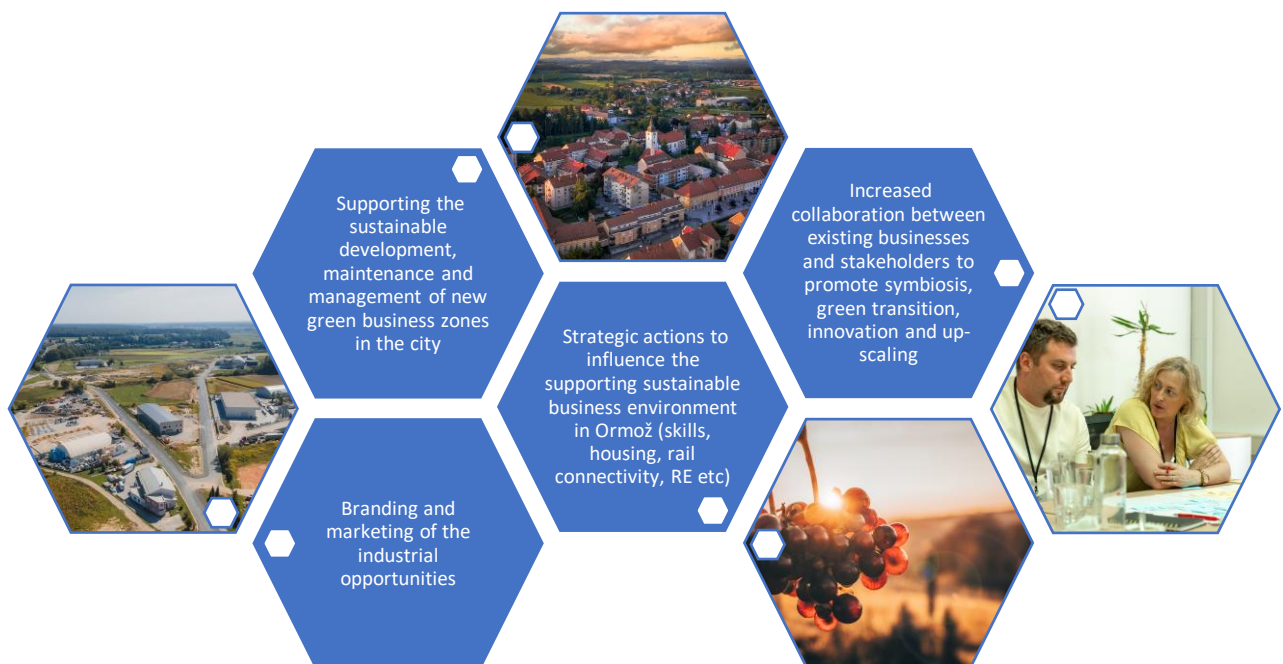 Supporting the
sustainable
development,
maintenance and
management of new
green business zones
in the city
Increased
collaboration between
existing businesses
and stakeholders to
promote symbiosis,
green transition,
innovation and up-
scaling
Strategic actions to
influence the
supporting sustainable
business environment
in Ormož (skills,
housing, rail
connectivity, RE etc)
Branding and
marketing of the
industrial
opportunities